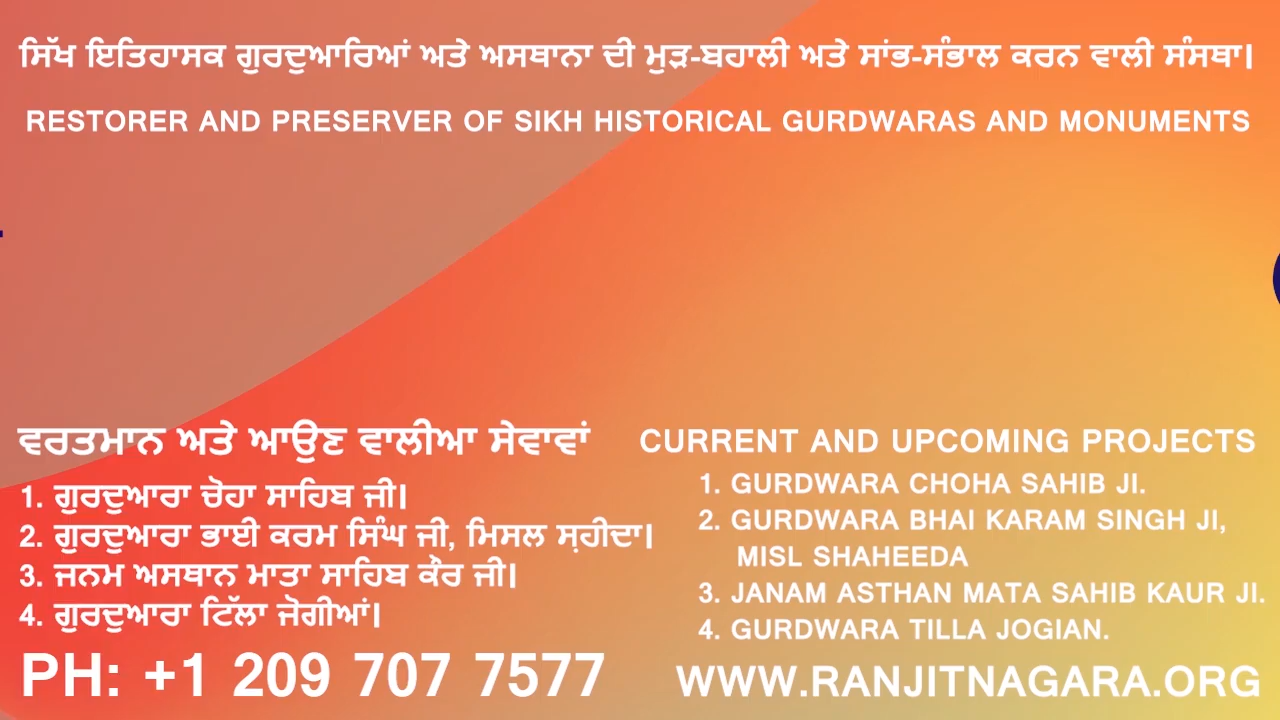 ਸਿੱਖ ਇਤਿਹਾਸਕ ਗੁਰਦੁਆਰਿਆਂ ਅਤੇ ਅਸਥਾਨਾ ਦੀ ਮੁੜ-ਬਹਾਲੀ ਅਤੇ ਸਾਂਭ-ਸੰਭਾਲ ਕਰਨ ਵਾਲੀ ਸੰਸਥਾ।
RESTORER AND PRESERVER OF SIKH HISTORICAL GURDWARAS AND MONUMENTS
ਵਰਤਮਾਨ ਅਤੇ ਆਉਣ ਵਾਲੀਆ ਸੇਵਾਵਾਂ
1. ਗੁਰਦੁਆਰਾ ਚੋਹਾ ਸਾਹਿਬ ਜੀ।
2. ਗੁਰਦੁਆਰਾ ਭਾਈ ਕਰਮ ਸਿੰਘ ਜੀ, ਮਿਸਲ ਸ਼ਹੀਦਾ।
3. ਜਨਮ ਅਸਥਾਨ ਮਾਤਾ ਸਾਹਿਬ ਕੌਰ ਜੀ।
4. ਗੁਰਦੁਆਰਾ ਟਿੱਲਾ ਜੋਗੀਆਂ।
PH: +1 209 707 7577
CURRENT AND UPCOMING PROJECTS
1. GURDWARA CHOHA SAHIB JI.
2. GURDWARA BHAI KARAM SINGH JI,
MISL SHAHEEDA
3. JANAM ASTHAN MATA SAHIB KAUR JI.
4. GURDWARA TILLA JOGIAN.
WWW.RANJITNAGARA.ORG